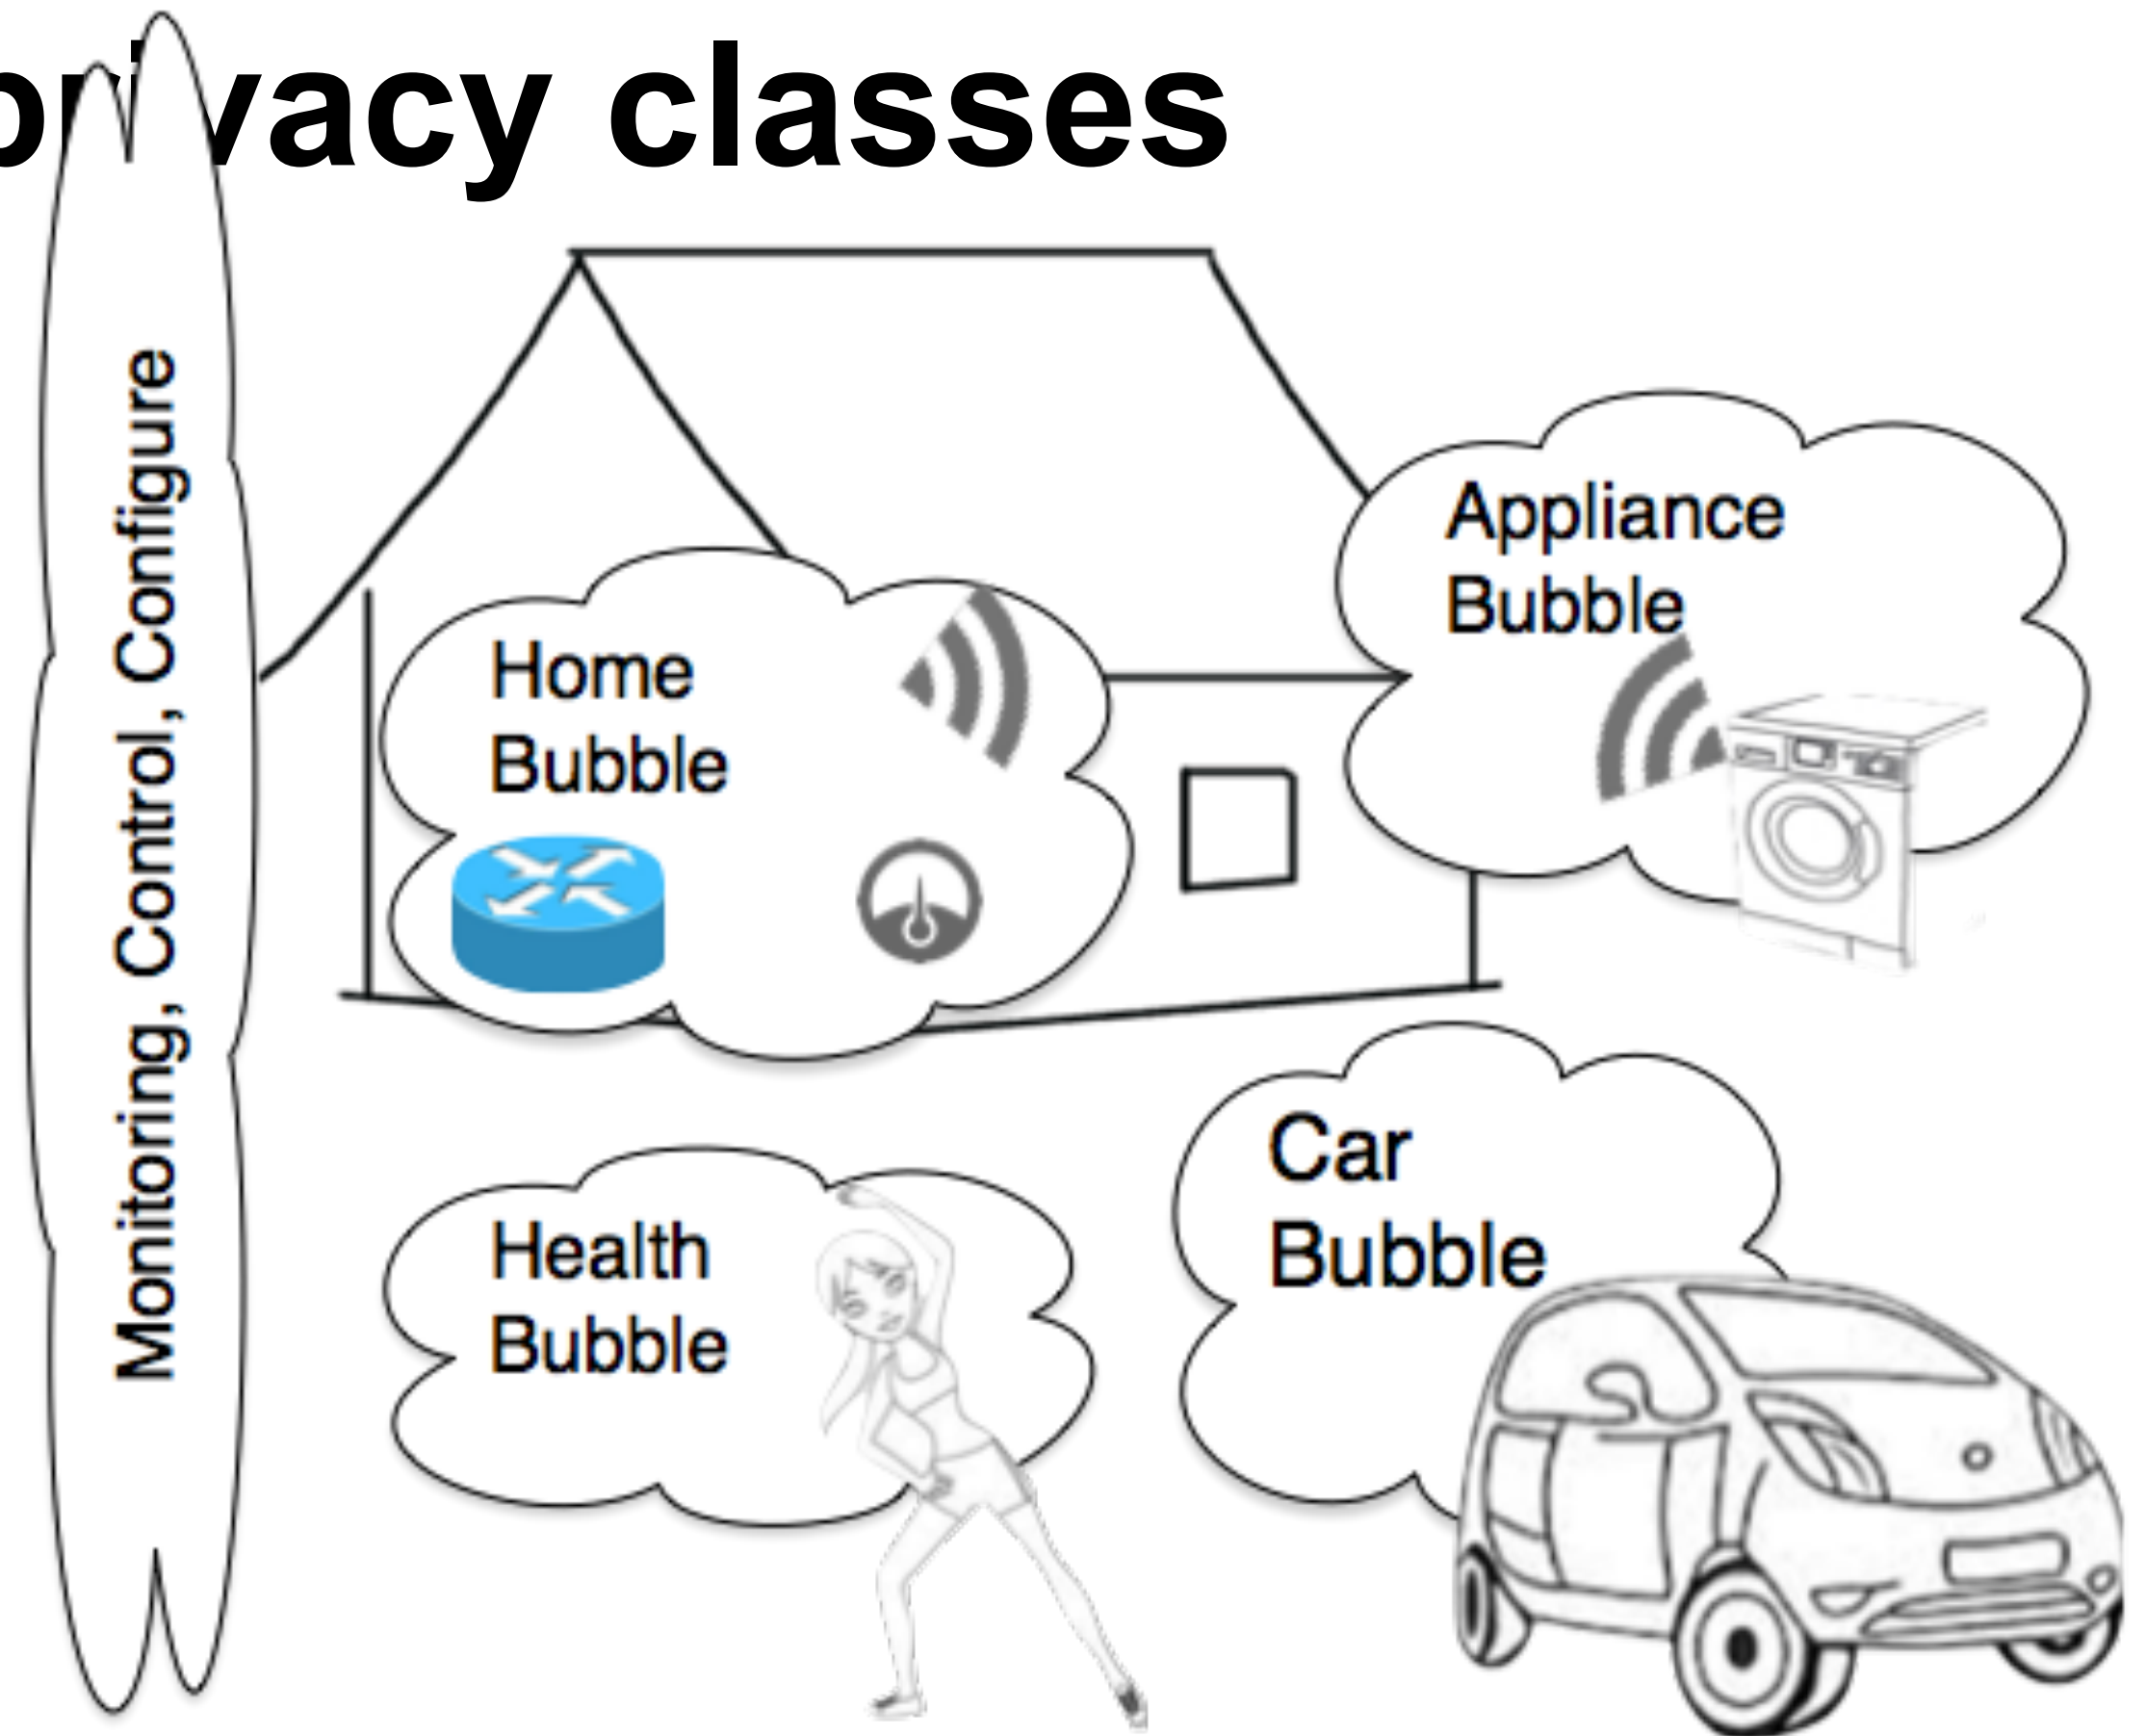 privacy classes
Monitoring, Control, Configure
Appliance
Bubble
Home
Bubble
Car
Bubble
Health
Bubble